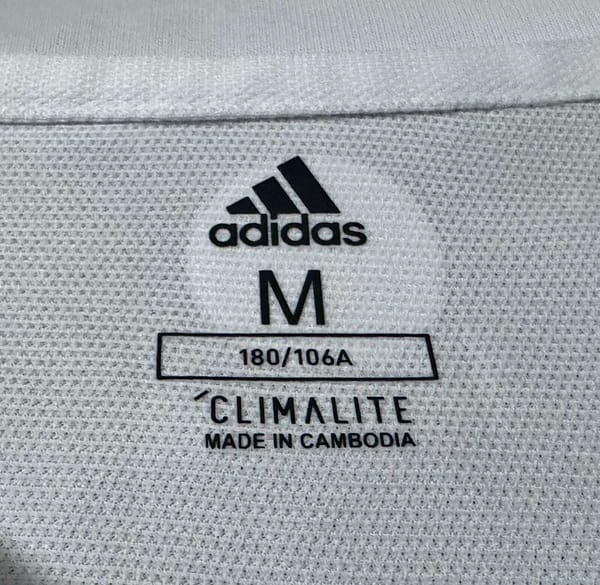 adidas
M
180/106A
´CLIMALITE
MADE IN CAMBODIA